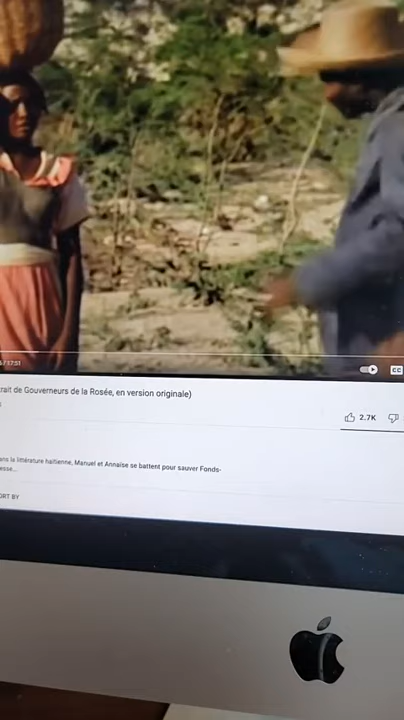 / 17:51
CC
rait de Gouverneurs de la Rosée, en version originale)
2.7K
ans la littérature haïtienne, Manuel et Annaïse se battent pour sauver Fonds-
esse...
ORT BY